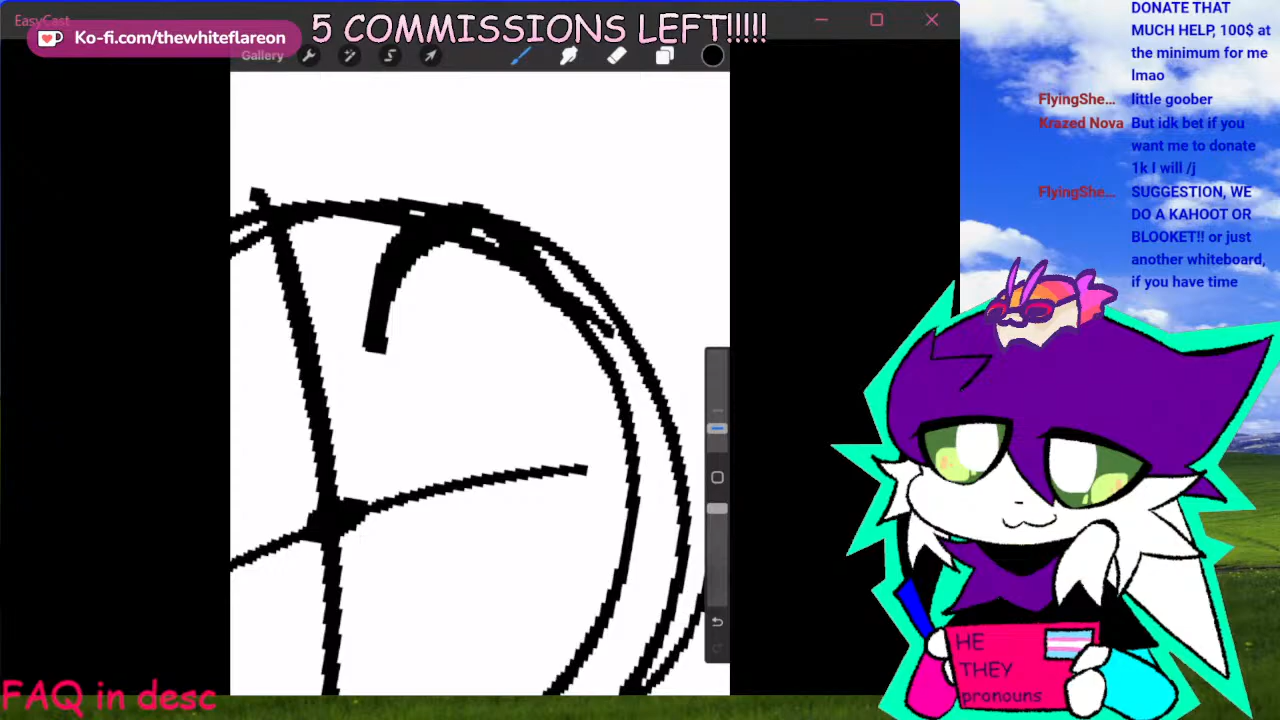 EasyCast
Ko-fi.com/thewhiteflareon
5 COMMISSIONS LEFT!!!!!
Gallery
DONATE THAT
MUCH HELP, 100$ at
the minimum for me
lmao
FlyingShe... little goober
Krazed Nova But idk bet if you
want me to donate
1k I will /j
FlyingShe... SUGGESTION, WE
DO A KAHOOT OR
BLOOKET!! or just
another whiteboard,
if you have time
HE
THEY
pronouns
FAQ in desc